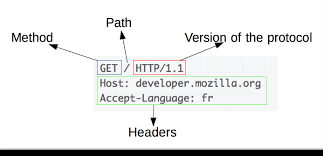 Path
Method
Version of the protocol
GET / HTTP/1.1
Host: developer.mozilla.org
Accept-Language: fr
Headers